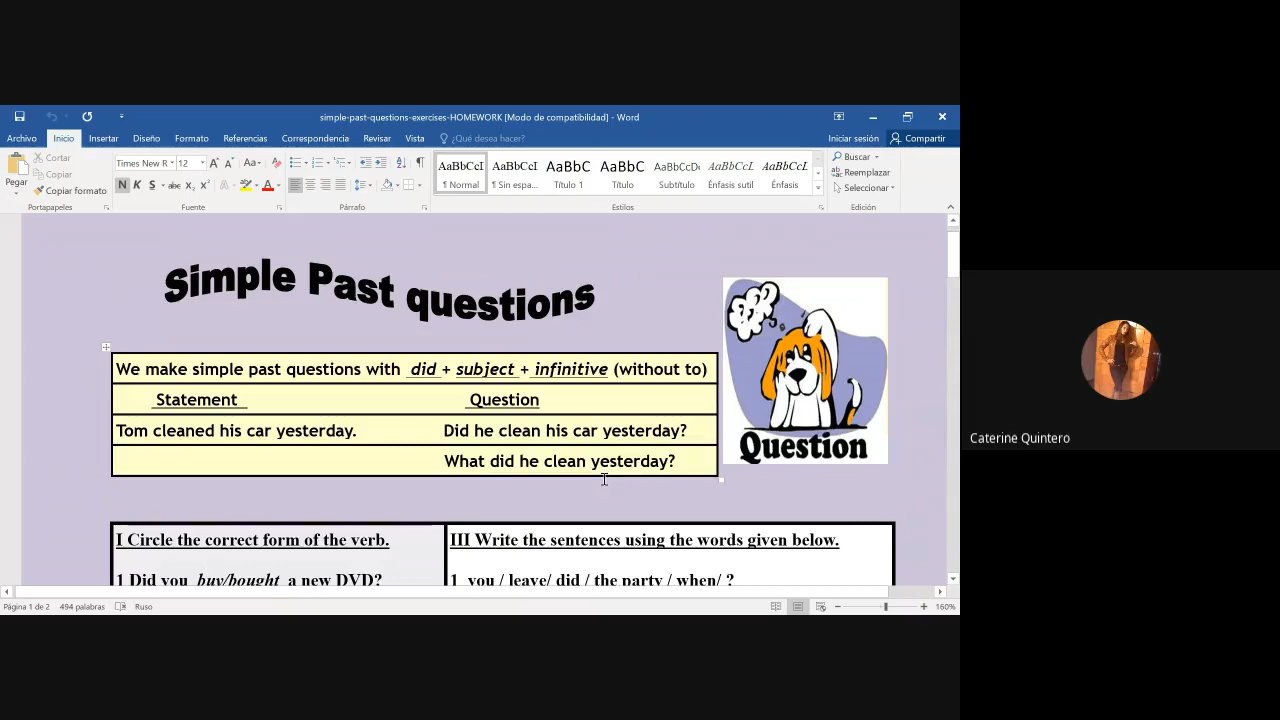 simple-past-questions-exercises-HOMEWORK [Modo de compatibilidad] - Word
Archivo Inicio Insertar Diseño Formato Referencias Correspondencia Revisar Vista ¿Qué desea hacer? Iniciar sesión Compartir
Pegar
Cortar
Copiar
Copiar formato
Portapapeles
Times New R 12
N K S abc x₂ x²
Fuente
Párrafo
AaBbCcI AaBbCcI AaBbC AaBbC AaBbCcDc AaBbCcL AaBbCcL
¶ Normal ¶ Sin espa... Título 1 Título Subtítulo Énfasis sutil Énfasis
Estilos
Buscar
Reemplazar
Seleccionar
Edición
Simple Past questions
We make simple past questions with did + subject + infinitive (without to)
Statement Question
Tom cleaned his car yesterday. Did he clean his car yesterday?
What did he clean yesterday?
Question
I Circle the correct form of the verb.
1 Did you buy/bought a new DVD?
III Write the sentences using the words given below.
1 you / leave/ did / the party / when/ ?
Página 1 de 2 494 palabras Ruso 160%
Caterine Quintero